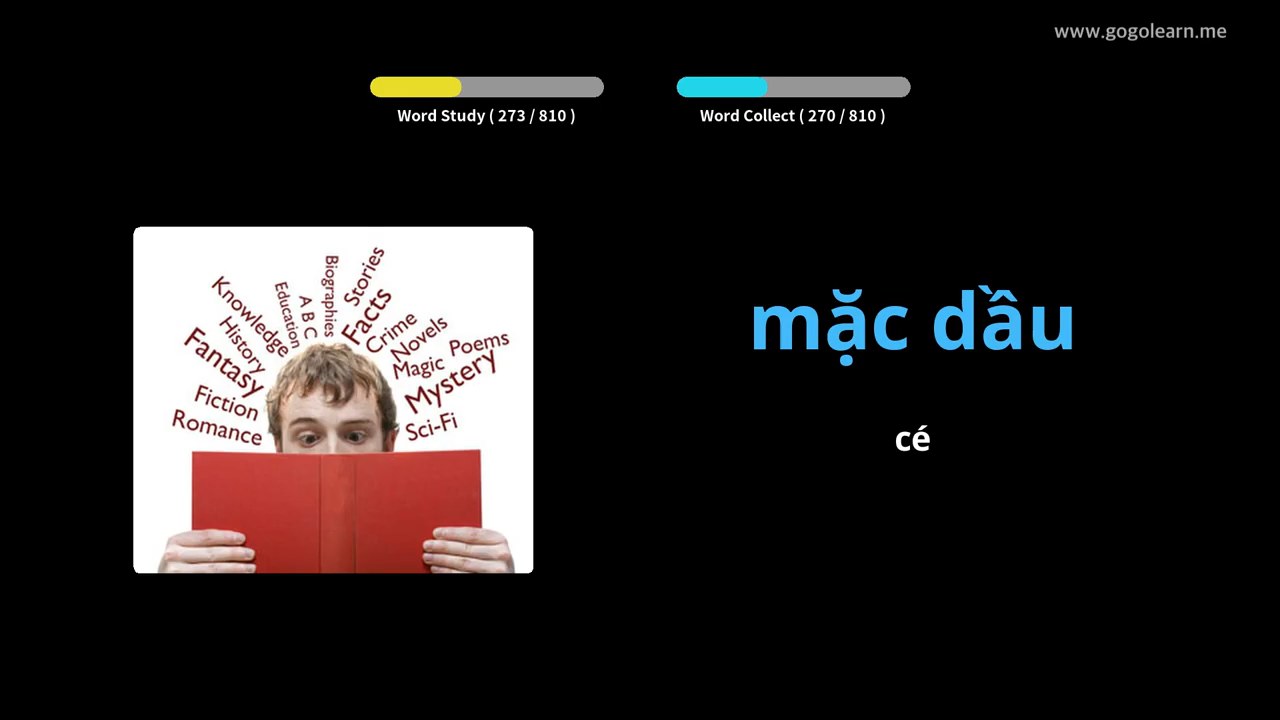 www.gogolearn.me
Word Study ( 273 / 810 )
Word Collect ( 270 / 810 )
Biographies
Stories
Knowledge
Education
A B C
Facts
History
Crime
Novels
Fantasy
Magic
Poems
Fiction
Mystery
Romance
Sci-Fi
mặc dầu
cé